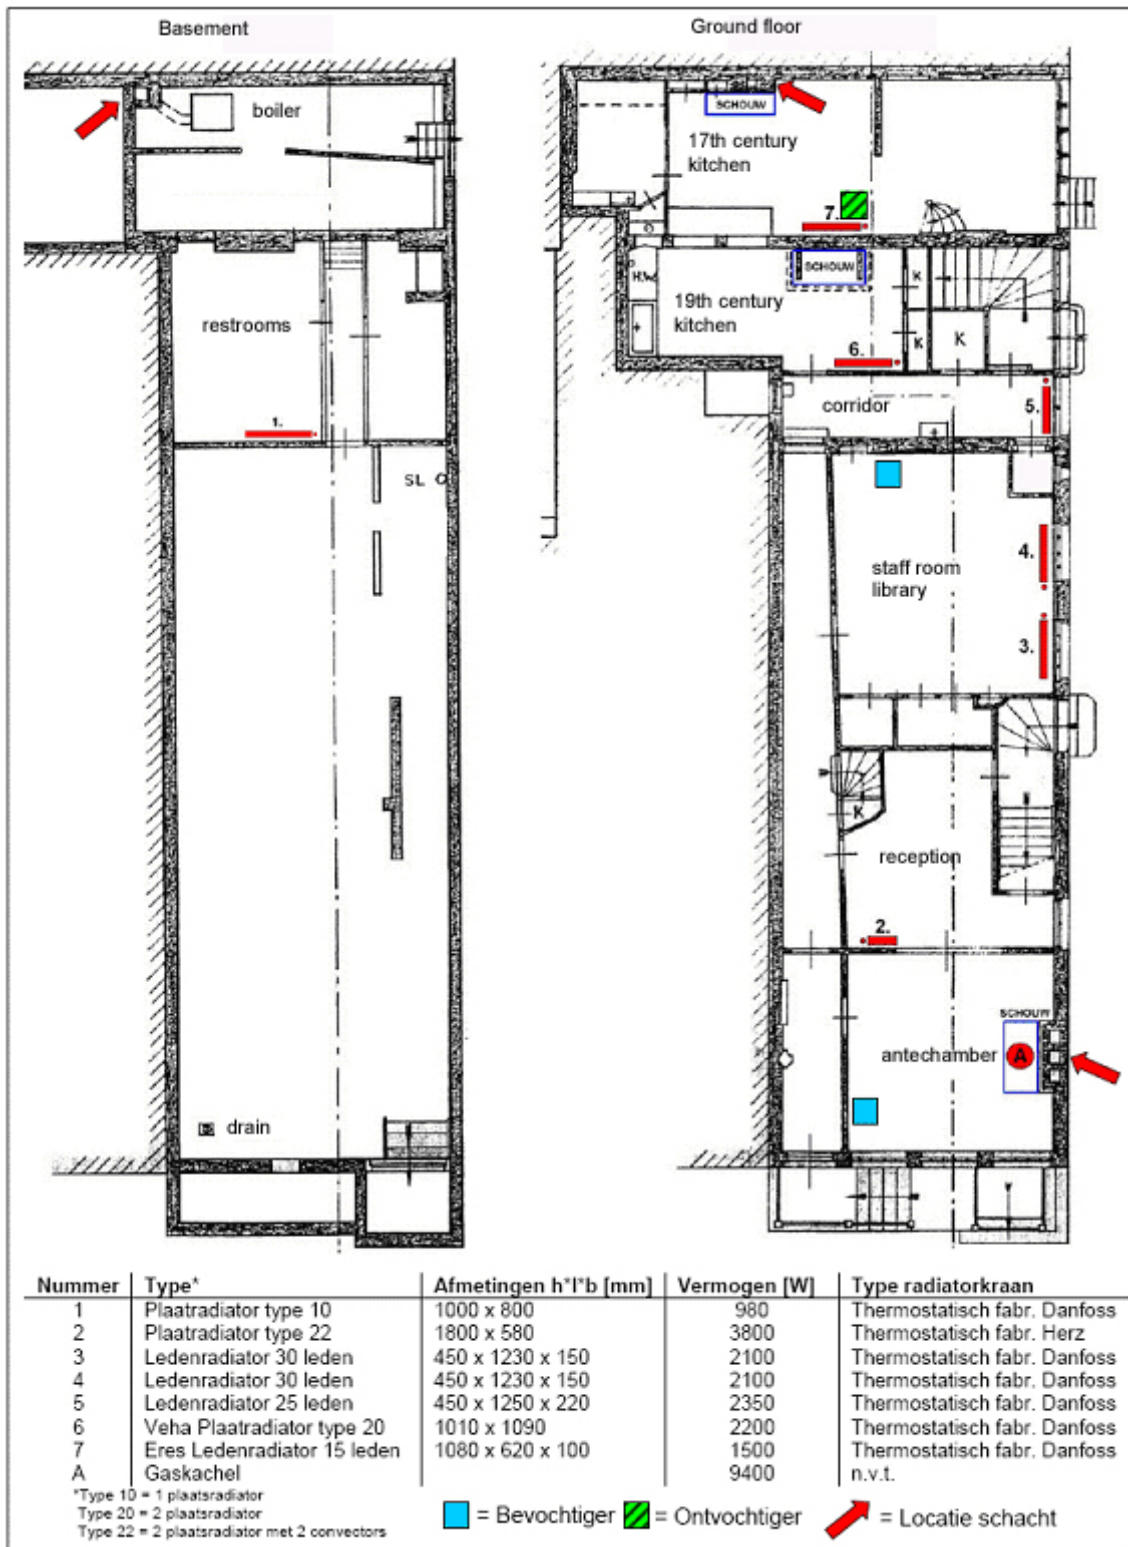 Basement
Ground floor
boiler
SCHOUW
17th century
kitchen
7.
SCHOUW
H.W.
K
19th century
kitchen
restrooms
K
K
6.
corridor
5.
1.
SL
4.
staff room
library
3.
K
reception
2.
SCHOUW
antechamber
A
drain
Nummer Type* Afmetingen h*l*b [mm] Vermogen [W] Type radiatorkraan
1 Plaatradiator type 10 1000 x 800 980 Thermostatisch fabr. Danfoss
2 Plaatradiator type 22 1800 x 580 3800 Thermostatisch fabr. Herz
3 Ledenradiator 30 leden 450 x 1230 x 150 2100 Thermostatisch fabr. Danfoss
4 Ledenradiator 30 leden 450 x 1230 x 150 2100 Thermostatisch fabr. Danfoss
5 Ledenradiator 25 leden 450 x 1250 x 220 2350 Thermostatisch fabr. Danfoss
6 Veha Plaatradiator type 20 1010 x 1090 2200 Thermostatisch fabr. Danfoss
7 Eres Ledenradiator 15 leden 1080 x 620 x 100 1500 Thermostatisch fabr. Danfoss
A Gaskachel 9400 n.v.t.
*Type 10 = 1 plaatsradiator
Type 20 = 2 plaatsradiator
Type 22 = 2 plaatsradiator met 2 convectors
= Bevochtiger = Ontvochtiger = Locatie schacht